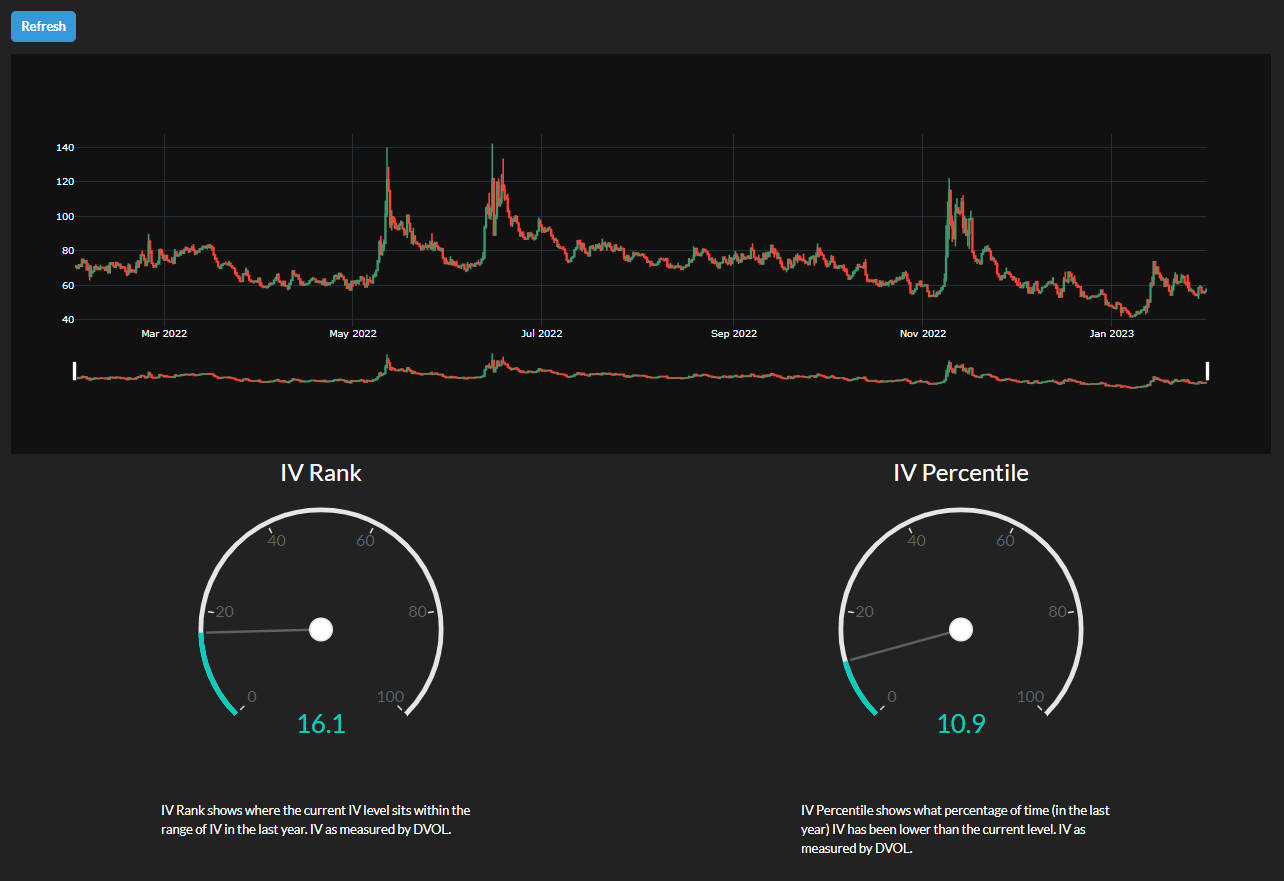 Refresh
140
120
100
80
60
40
Mar 2022 May 2022 Jul 2022 Sep 2022 Nov 2022 Jan 2023
IV Rank IV Percentile
40 60 40 60
20 80 20 80
0 100 0 100
16.1 10.9
IV Rank shows where the current IV level sits within the
range of IV in the last year. IV as measured by DVOL.
IV Percentile shows what percentage of time (in the last
year) IV has been lower than the current level. IV as
measured by DVOL.